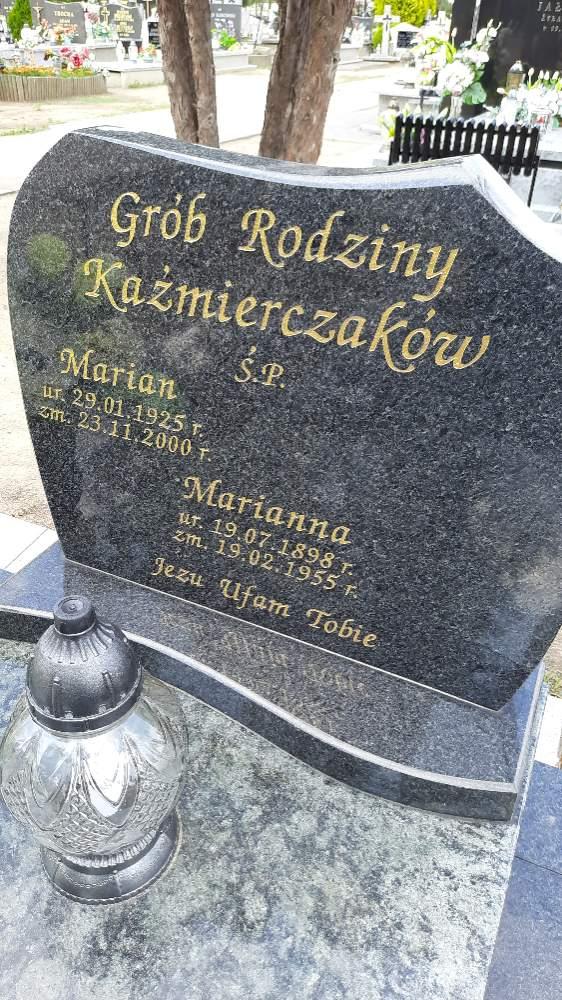 Grób Rodziny
Kaźmierczaków
Ś.P.
Marian
ur. 29.01.1925 r.
zm. 23.11.2000 r.
Marianna
ur. 19.07.1898 r.
zm. 19.02.1955 r.
Jezu Ufam Tobie